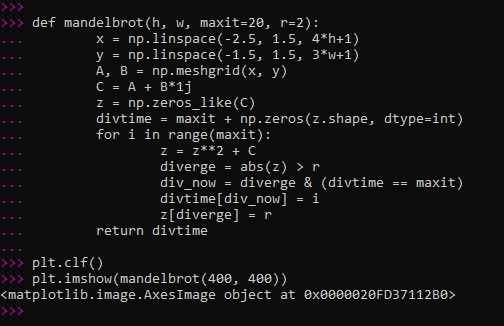 >>>
>>> def mandelbrot(h, w, maxit=20, r=2):
...         x = np.linspace(-2.5, 1.5, 4*h+1)
...         y = np.linspace(-1.5, 1.5, 3*w+1)
...         A, B = np.meshgrid(x, y)
...         C = A + B*1j
...         z = np.zeros_like(C)
...         divtime = maxit + np.zeros(z.shape, dtype=int)
...         for i in range(maxit):
...                 z = z**2 + C
...                 diverge = abs(z) > r
...                 div_now = diverge & (divtime == maxit)
...                 divtime[div_now] = i
...                 z[diverge] = r
...         return divtime
...
>>> plt.clf()
>>> plt.imshow(mandelbrot(400, 400))
<matplotlib.image.AxesImage object at 0x0000020FD37112B0>
>>>